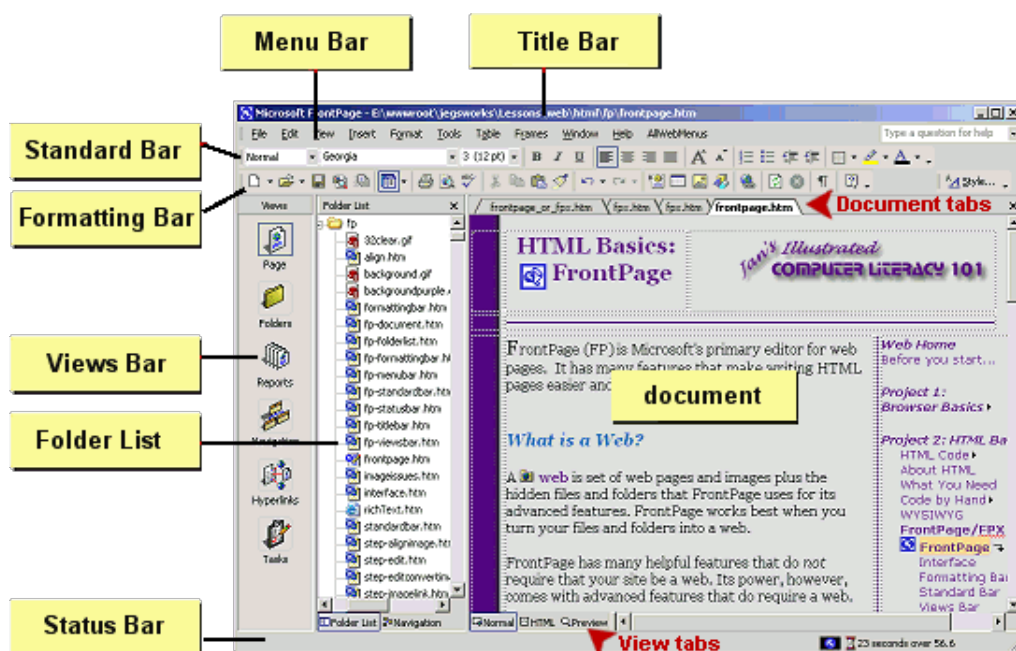 Menu Bar
Title Bar
Standard Bar
Formatting Bar
Views Bar
Folder List
Status Bar
Microsoft FrontPage - E:\wwwroot\jegsworks\Lessons_web\html\fp\frontpage.htm
File Edit View Insert Format Tools Table Frames Window Help AllWebMenus
Type a question for help
Normal Georgia 3 (12 pt) B I U
Style...
Views
Folder List
frontpage_or_fpx.htm fpx.htm fpx.htm frontpage.htm
Document tabs
Page
Folders
Reports
Navigation
Hyperlinks
Tasks
fp
32clear.gif
align.htm
background.gif
backgroundpurple.
formattingbar.htm
fp-document.htm
fp-folderlist.htm
fp-formattingbar.ht
fp-menubar.htm
fp-standardbar.htm
fp-statusbar.htm
fp-titlebar.htm
fp-viewsbar.htm
frontpage.htm
imageissues.htm
interface.htm
richText.htm
standardbar.htm
step-alignimage.htm
step-edit.htm
step-editconvertim
step-imagelink.htm
Folder List Navigation
HTML Basics:
FrontPage
Jan's Illustrated
COMPUTER LITERACY 101
FrontPage (FP) is Microsoft's primary editor for web
pages. It has many features that make writing HTML
pages easier and
document
What is a Web?
A web is set of web pages and images plus the
hidden files and folders that FrontPage uses for its
advanced features. FrontPage works best when you
turn your files and folders into a web.
FrontPage has many helpful features that do not
require that your site be a web. Its power, however,
comes with advanced features that do require a web.
Web Home
Before you start...
Project 1:
Browser Basics
Project 2: HTML Ba
HTML Code
About HTML
What You Need
Code by Hand
WYSIWYG
FrontPage/FPX
FrontPage
Interface
Formatting Bar
Standard Bar
Views Bar
Normal HTML Preview
View tabs
23 seconds over 56.6